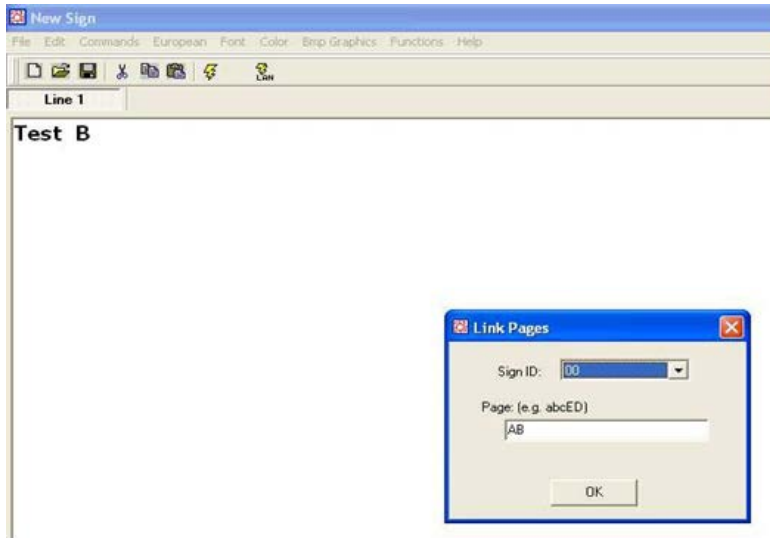 New Sign
File Edit Commands European Font Color Bmp Graphics Functions Help
LAN
Line 1
Test B
Link Pages
Sign ID: 00
Page: (e.g. abcED)
AB
OK